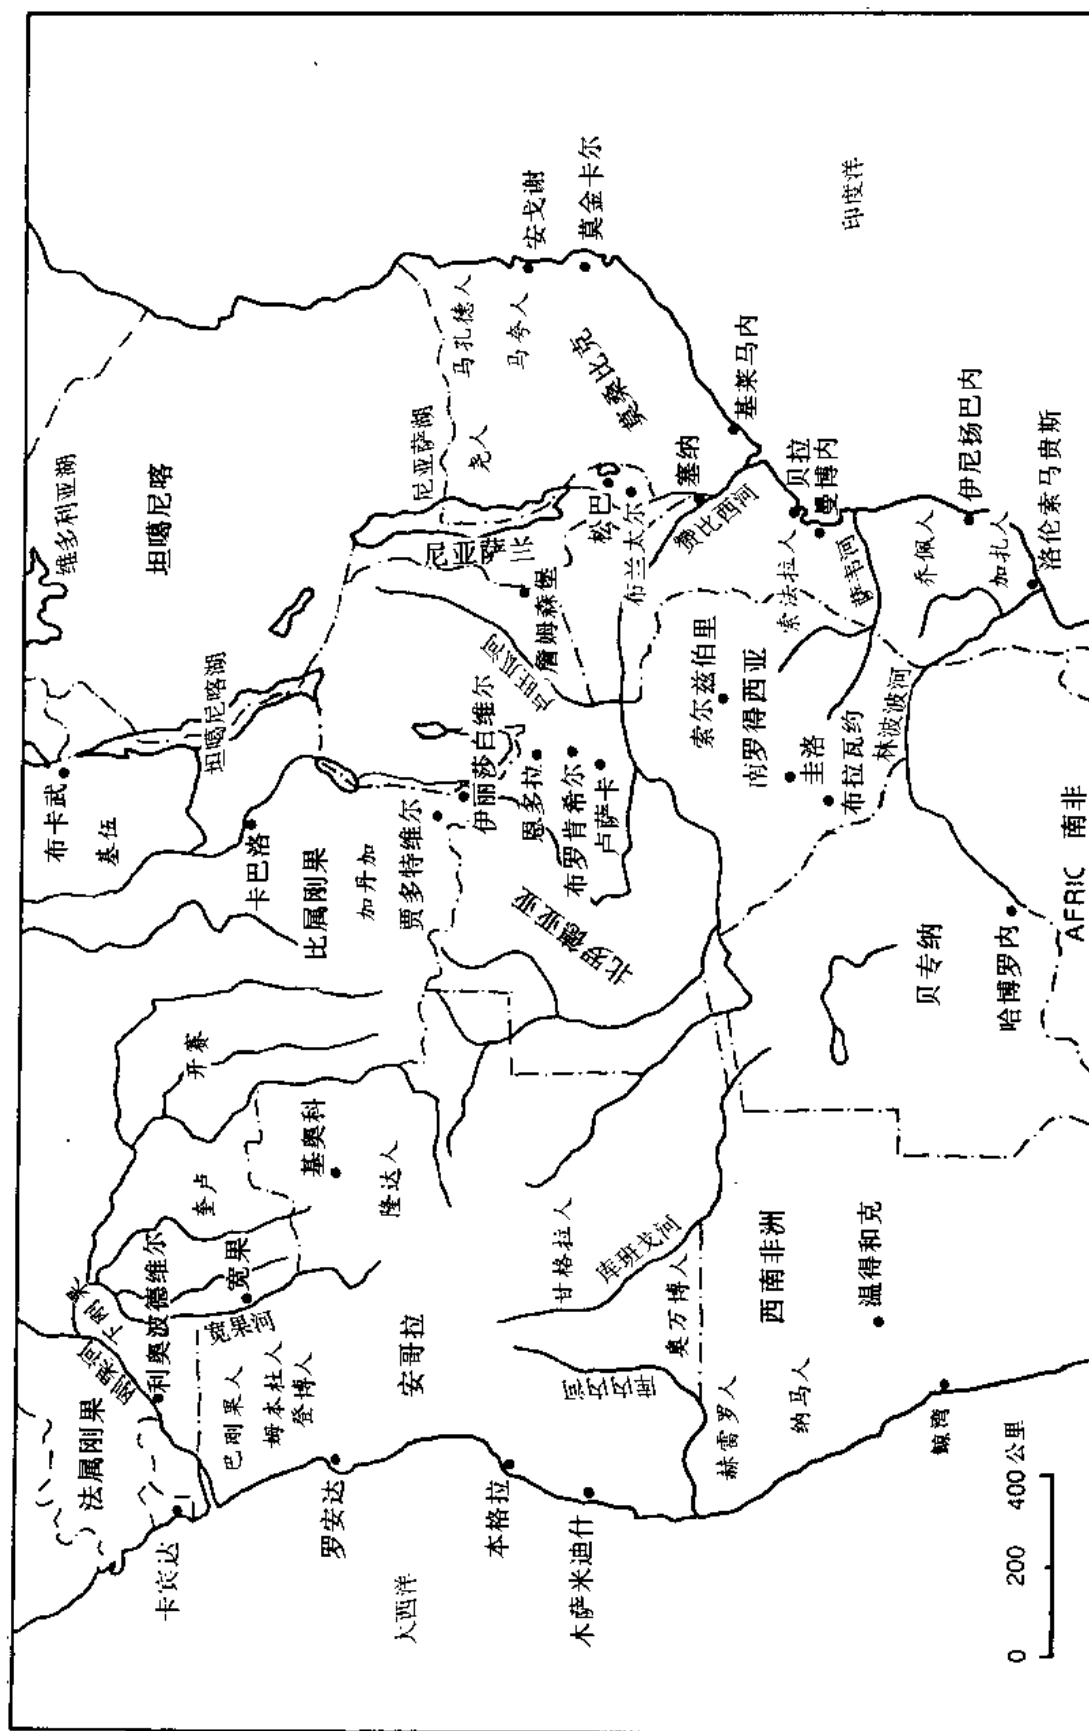 维多利亚湖
坦噶尼喀
布卡武
基伍
坦噶尼喀湖
卡巴洛
比属刚果
加丹加
贾多特维尔
伊丽莎白维尔
恩多拉
布罗肯希尔
卢萨卡
开赛
奎卢
基奥科
隆达人
刚果河
下刚果
法属刚果
利奥波德维尔
宽果
宽果河
卡宾达
巴刚果人
姆本杜人
登博人
罗安达
安哥拉
大西洋
本格拉
木萨米迪什
甘格拉人
库班戈河
奥万博人
赫雷罗人
纳马人
西南非洲
温得和克
鲸湾
尼亚萨湖
马孔德人
马夸人
尧人
安戈谢
莫金卡尔
莫桑比克
尼亚萨兰
詹姆森堡
松巴
布兰太尔
塞纳
基莱马内
赞比西河
贝拉
曼博内
印度洋
索法拉人
萨韦河
乔佩人
加扎人
伊尼扬巴内
洛伦索马贵斯
索尔兹伯里
南罗得西亚
圭洛
布拉瓦约
林波波河
贝专纳
哈博罗内
AFRIC 南非
0 200 400公里